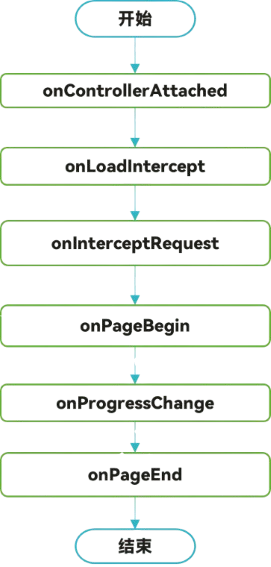 开始
onControllerAttached
onLoadIntercept
onInterceptRequest
onPageBegin
onProgressChange
onPageEnd
结束